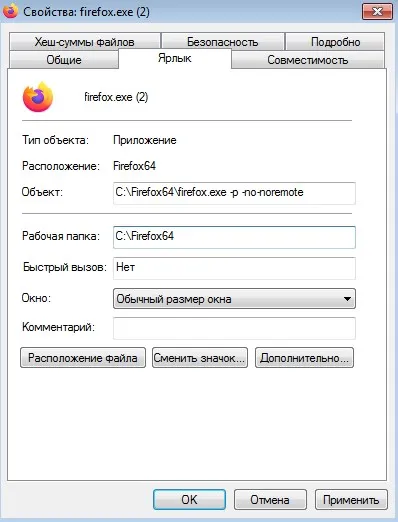 Свойства: firefox.exe (2)
Хеш-суммы файлов Безопасность Подробно
Общие Ярлык Совместимость
firefox.exe (2)
Тип объекта: Приложение
Расположение: Firefox64
Объект: C:\Firefox64\firefox.exe -p -no-noremote
Рабочая папка: C:\Firefox64
Быстрый вызов: Нет
Окно: Обычный размер окна
Комментарий:
Расположение файла Сменить значок... Дополнительно...
OK Отмена Применить